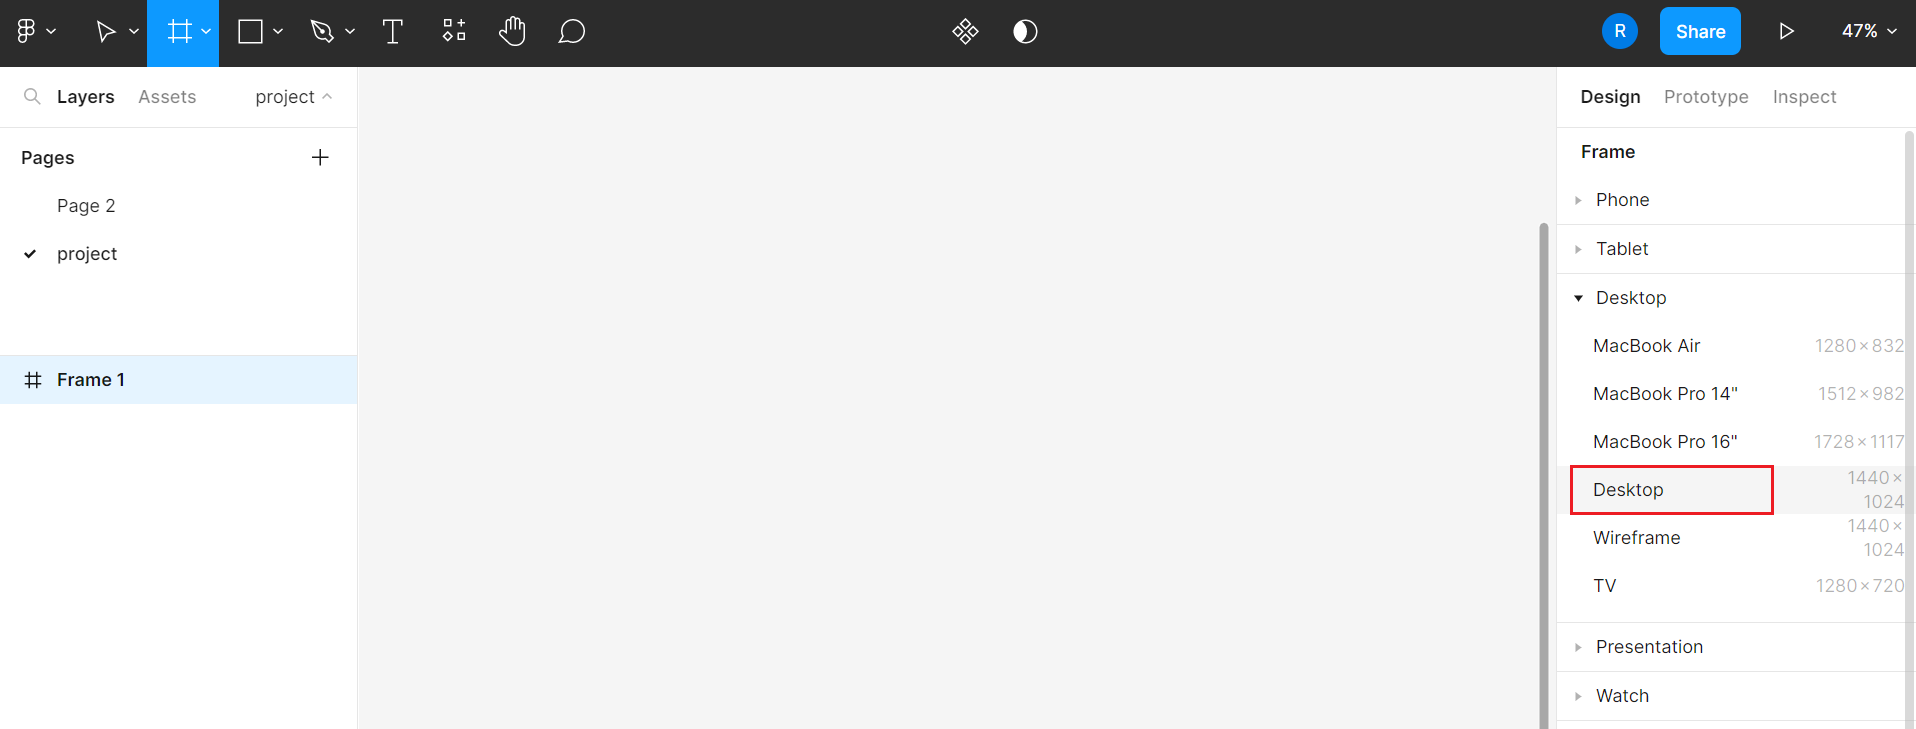 R
Share
47%
Layers
Assets
project
Design
Prototype
Inspect
Pages
Page 2
project
Frame 1
Frame
Phone
Tablet
Desktop
MacBook Air 1280×832
MacBook Pro 14" 1512×982
MacBook Pro 16" 1728×1117
Desktop 1440×
1024
Wireframe 1440×
1024
TV 1280×720
Presentation
Watch